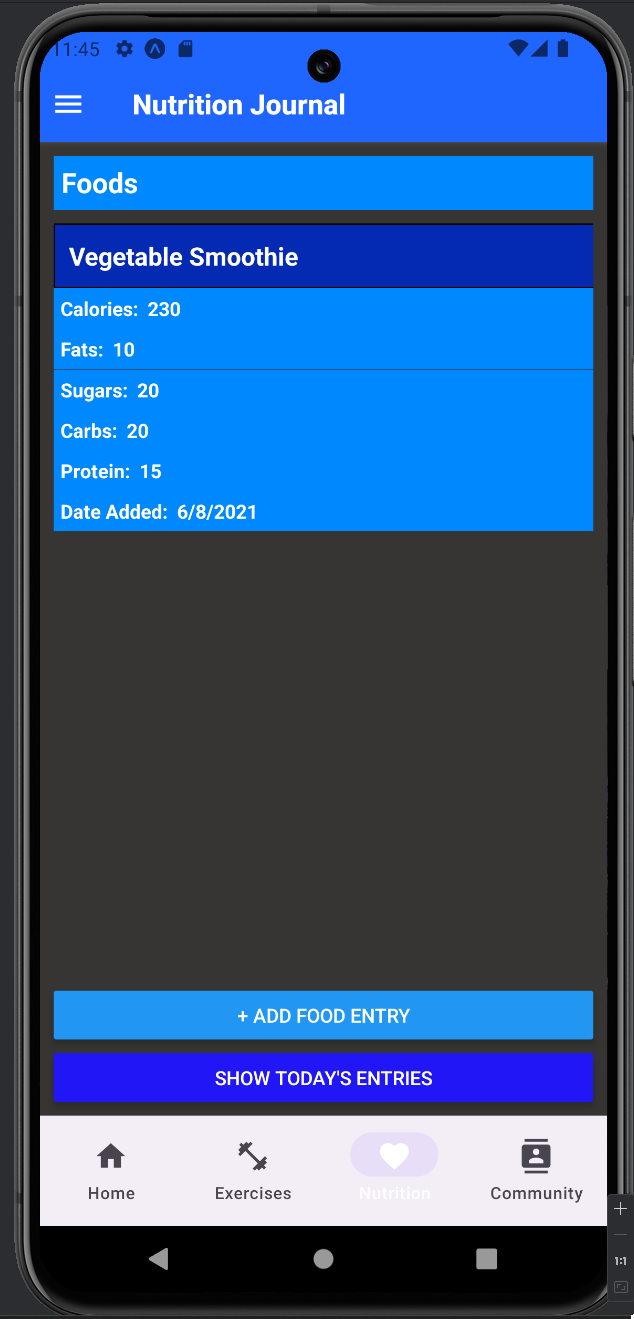 11:45
Nutrition Journal
Foods
Vegetable Smoothie
Calories: 230
Fats: 10
Sugars: 20
Carbs: 20
Protein: 15
Date Added: 6/8/2021
+ ADD FOOD ENTRY
SHOW TODAY'S ENTRIES
Home Exercises Nutrition Community
1:1